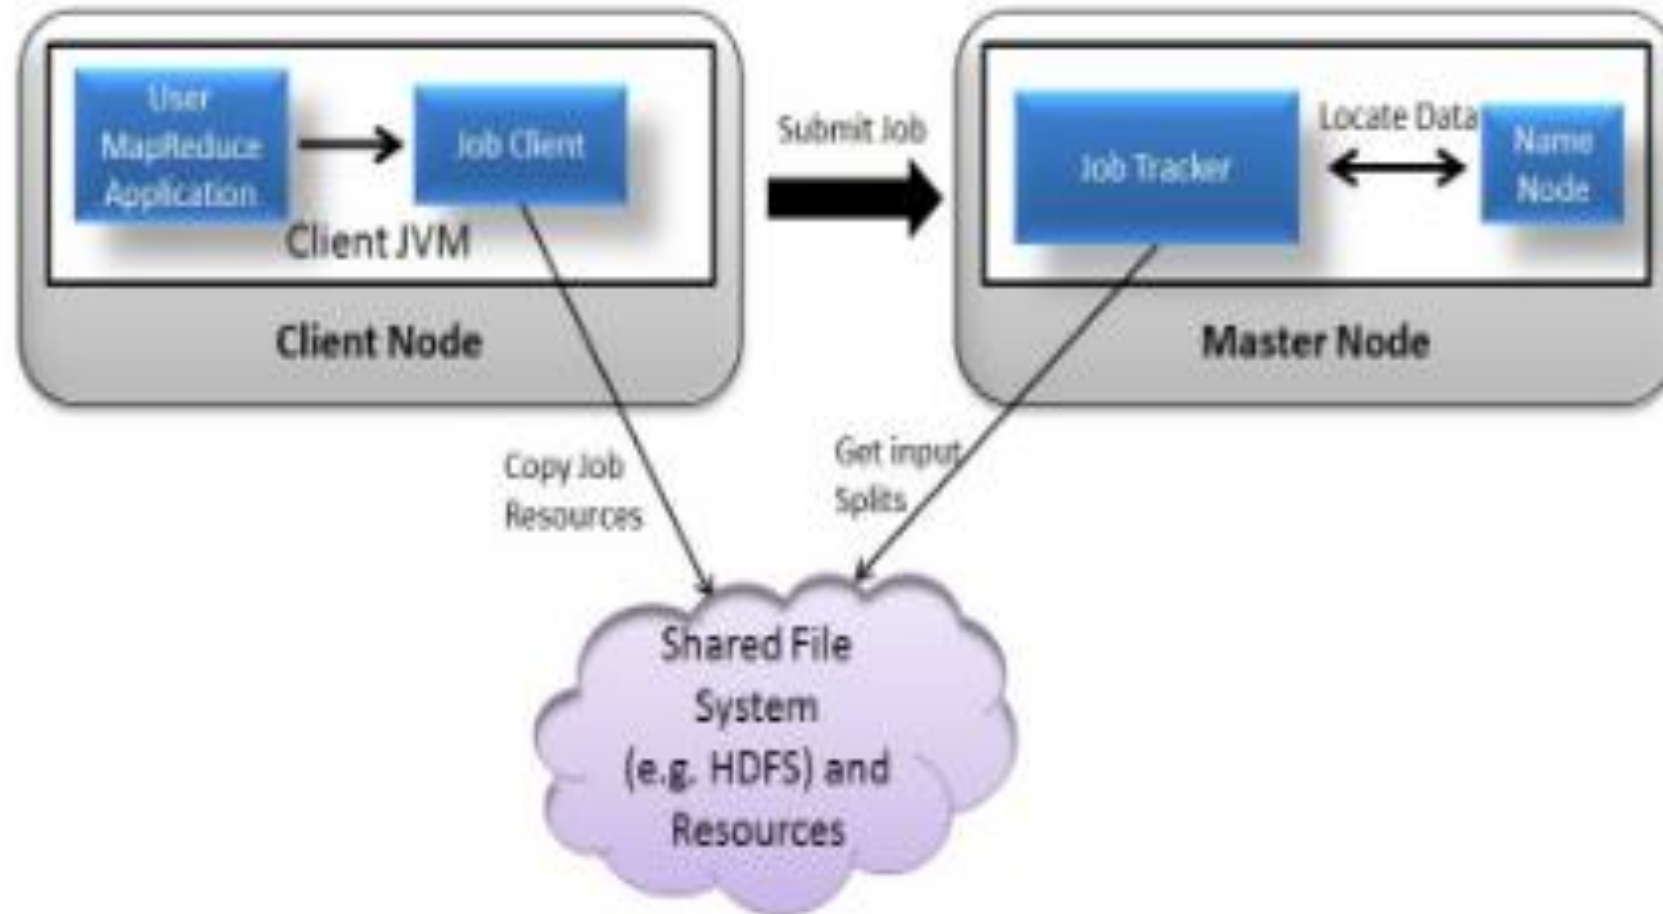 User
MapReduce
Application
Job Client
Client JVM
Client Node
Submit Job
Job Tracker
Locate Data
Name
Node
Master Node
Copy Job
Resources
Get input
Splits
Shared File
System
(e.g. HDFS) and
Resources